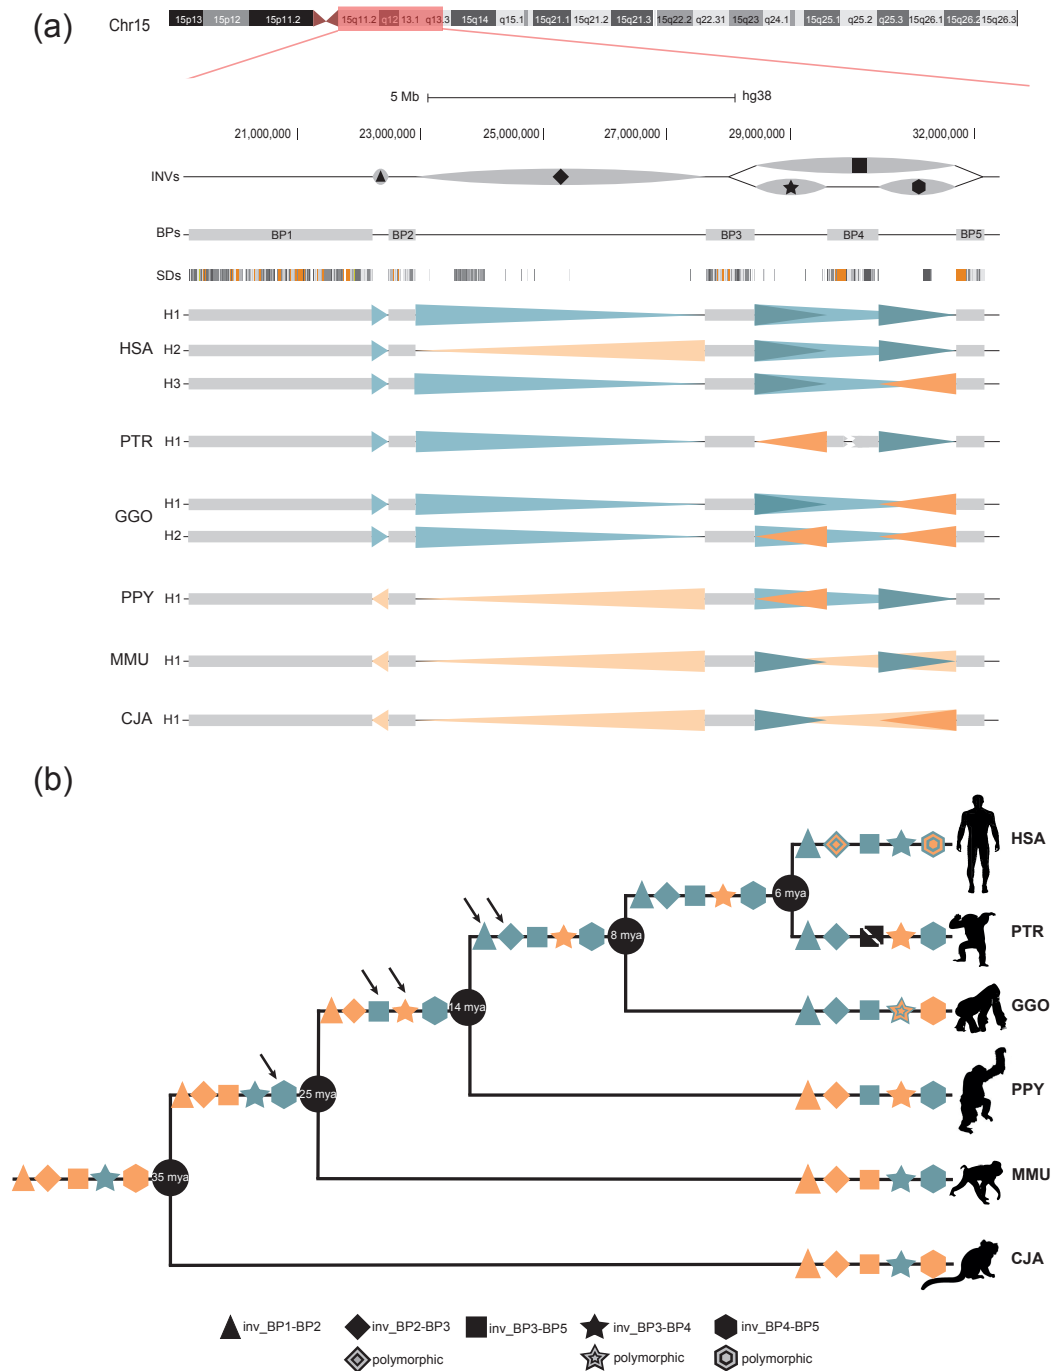 (a)
Chr15
15p13 15p12 15p11.2 15q11.2 q12 13.1 q13.3 15q14 q15.1 15q21.1 15q21.2 15q21.3 15q22.2 q22.31 15q23 q24.1 15q25.1 q25.2 q25.3 15q26.1 15q26.2 15q26.3
5 Mb hg38
21,000,000 23,000,000 25,000,000 27,000,000 29,000,000 32,000,000
INVs
BPs BP1 BP2 BP3 BP4 BP5
SDs
H1
HSA H2
H3
PTR H1
H1
GGO
H2
PPY H1
MMU H1
CJA H1
(b)
HSA
6 mya
PTR
8 mya
GGO
14 mya
PPY
25 mya
MMU
35 mya
CJA
inv_BP1-BP2 inv_BP2-BP3 inv_BP3-BP5 inv_BP3-BP4 inv_BP4-BP5
polymorphic polymorphic polymorphic